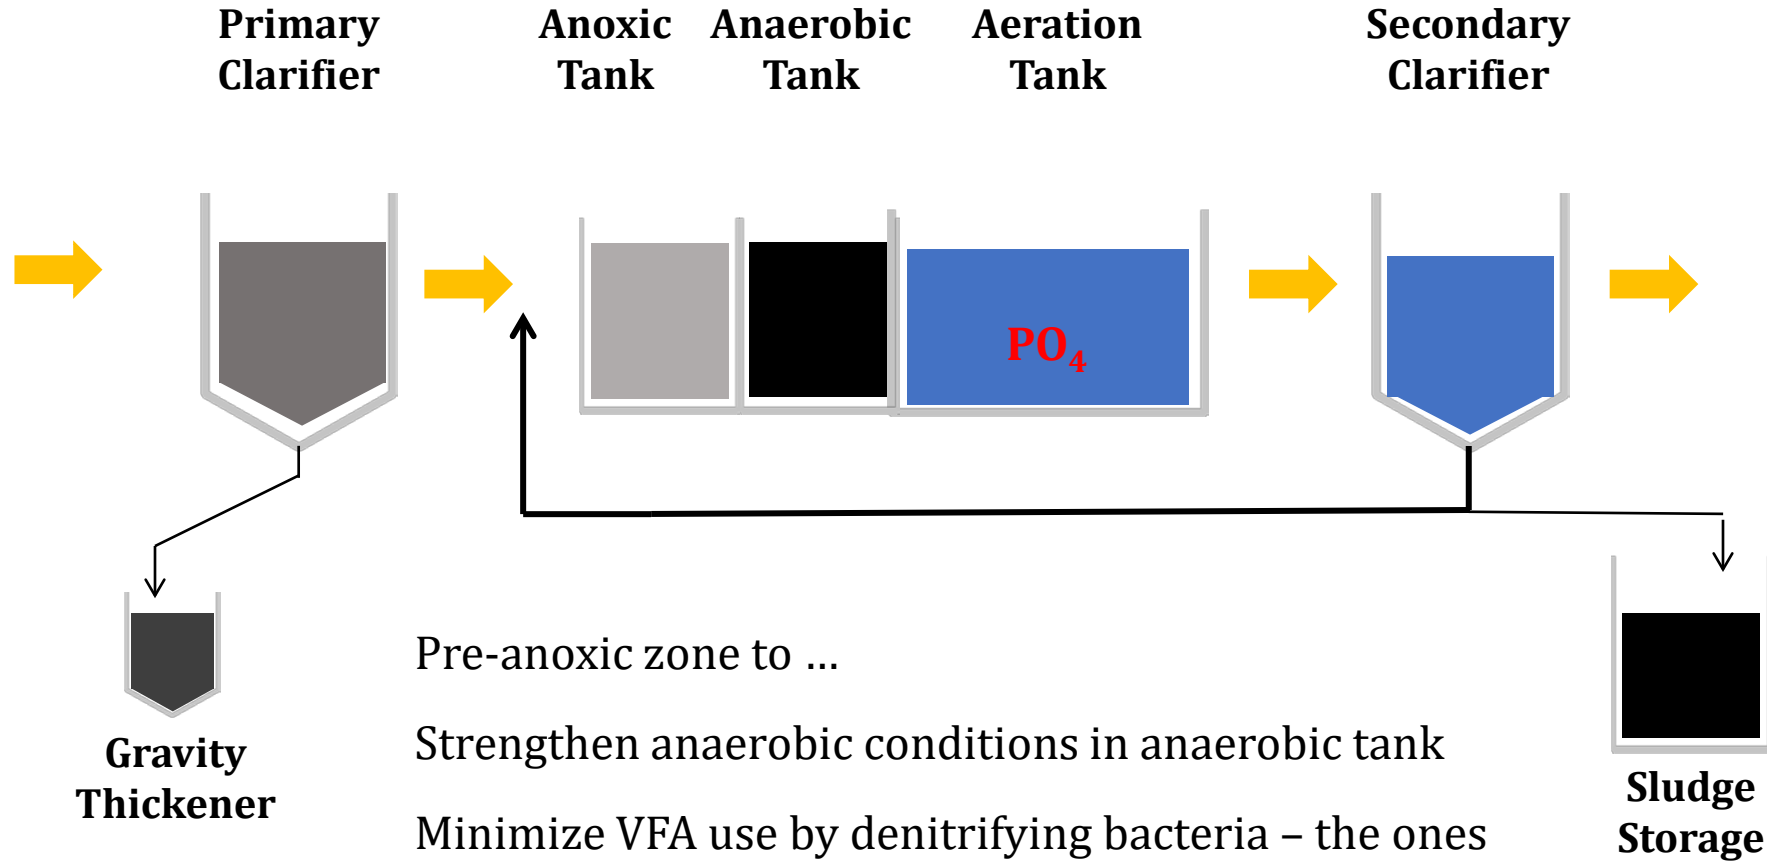 Primary
Clarifier
Anoxic
Tank
Anaerobic
Tank
Aeration
Tank
Secondary
Clarifier
PO₄
Gravity
Thickener
Pre-anoxic zone to …
Strengthen anaerobic conditions in anaerobic tank
Minimize VFA use by denitrifying bacteria – the ones
Sludge
Storage